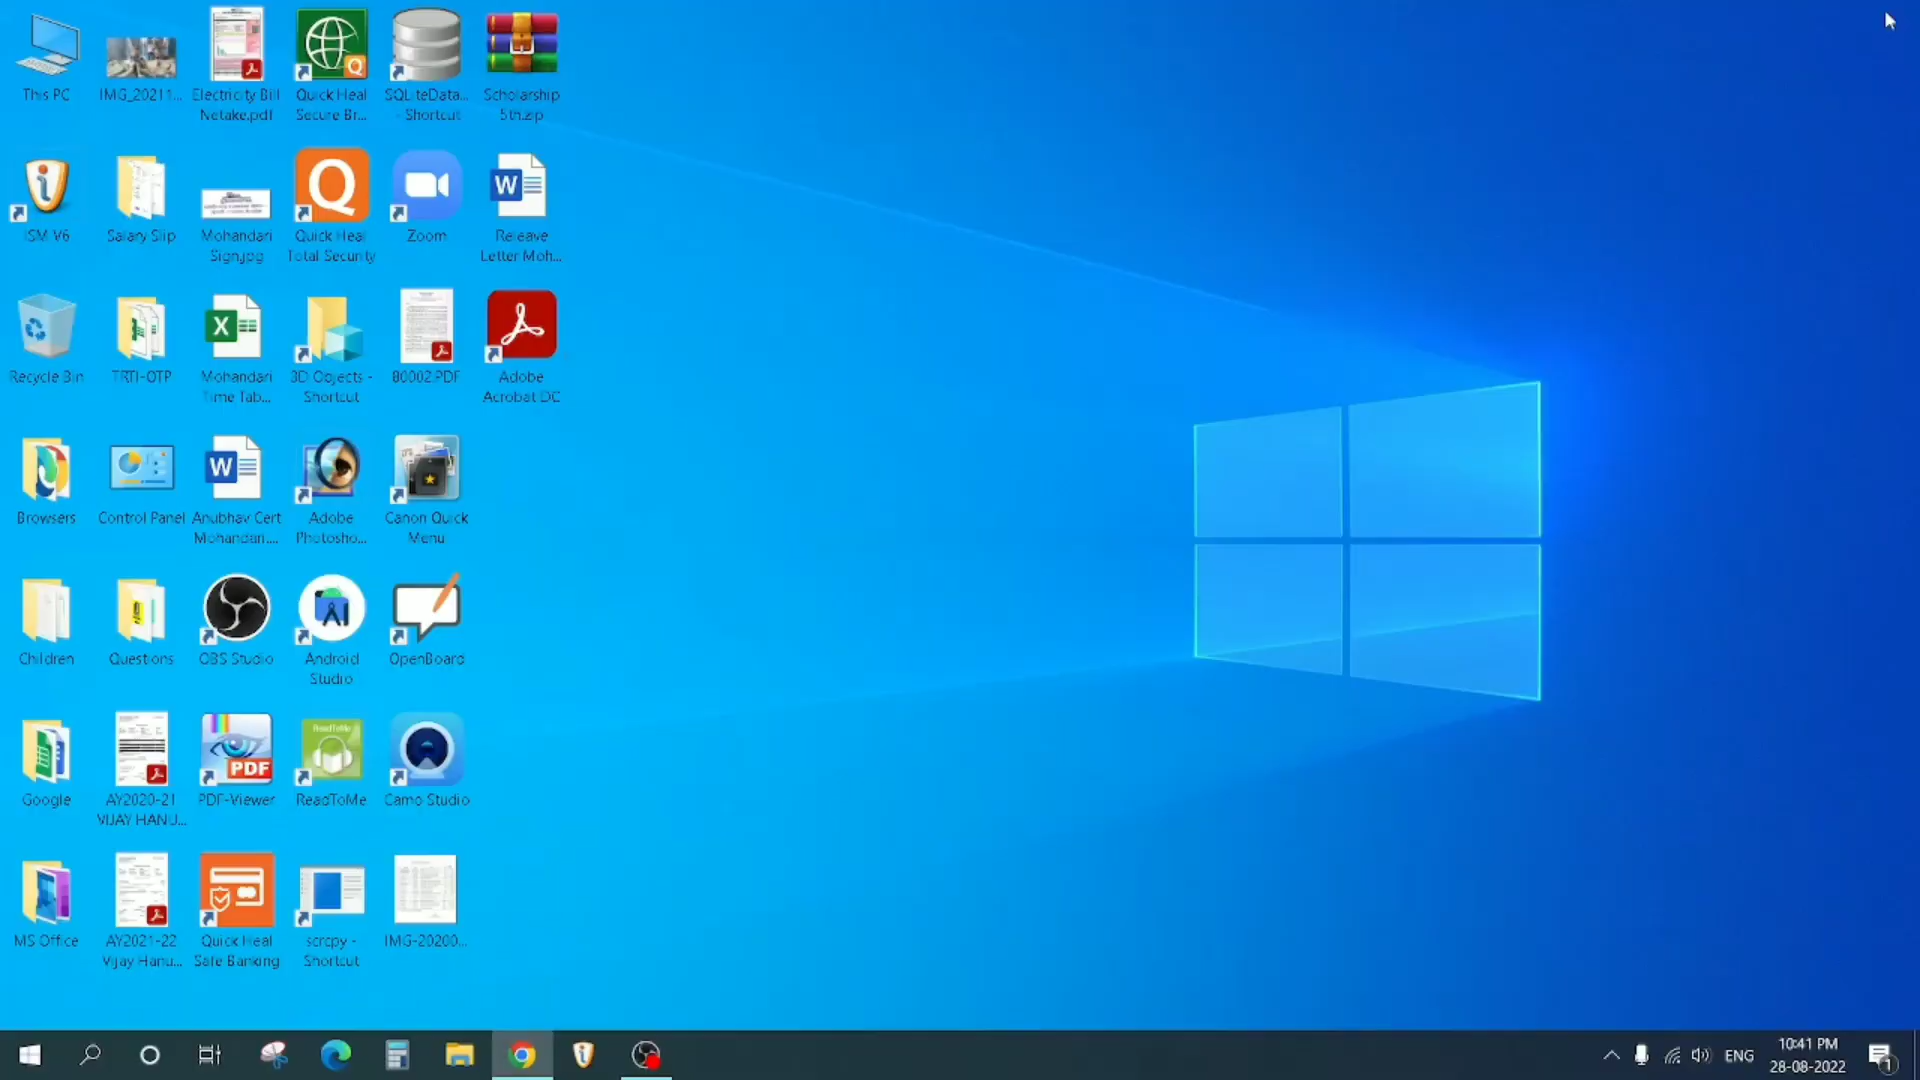 This PC
IMG_20211...
Electricity Bill
Netake.pdf
Quick Heal
Secure Br...
SQLiteData...
- Shortcut
Scholarship
5th.zip
iSM V6
Salary Slip
Mohandari
Sign.jpg
Quick Heal
Total Security
Zoom
Releave
Letter Moh...
Recycle Bin
TRTI-OTP
Mohandari
Time Tab...
3D Objects -
Shortcut
80002.PDF
Adobe
Acrobat DC
Browsers
Control Panel
Anubhav Cert
Mohandari....
Adobe
Photosho...
Canon Quick
Menu
Children
Questions
OBS Studio
Android
Studio
OpenBoard
Google
AY2020-21
VIJAY HANU...
PDF
PDF-Viewer
ReadToMe
ReadToMe
Camo Studio
MS Office
AY2021-22
Vijay Hanu...
Quick Heal
Safe Banking
scrcpy -
Shortcut
IMG-20200...
ENG
10:41 PM
28-08-2022
1